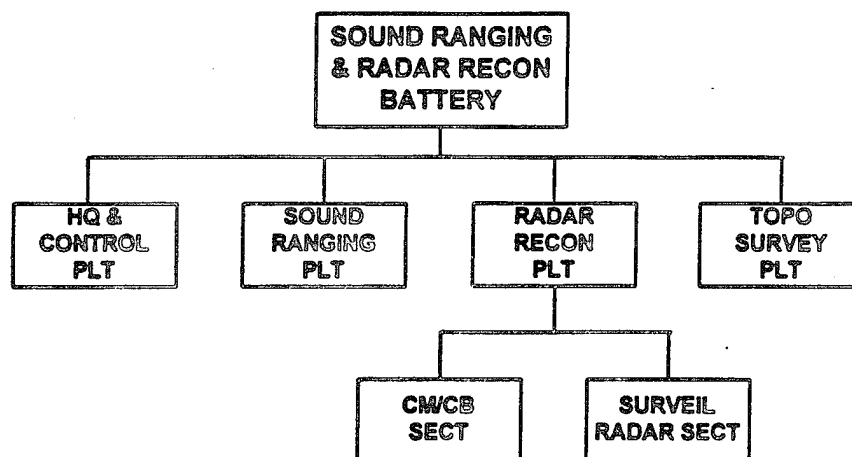 SOUND RANGING
& RADAR RECON
BATTERY
HQ &
CONTROL
PLT
SOUND
RANGING
PLT
RADAR
RECON
PLT
TOPO
SURVEY
PLT
CM/CB
SECT
SURVEIL
RADAR SECT